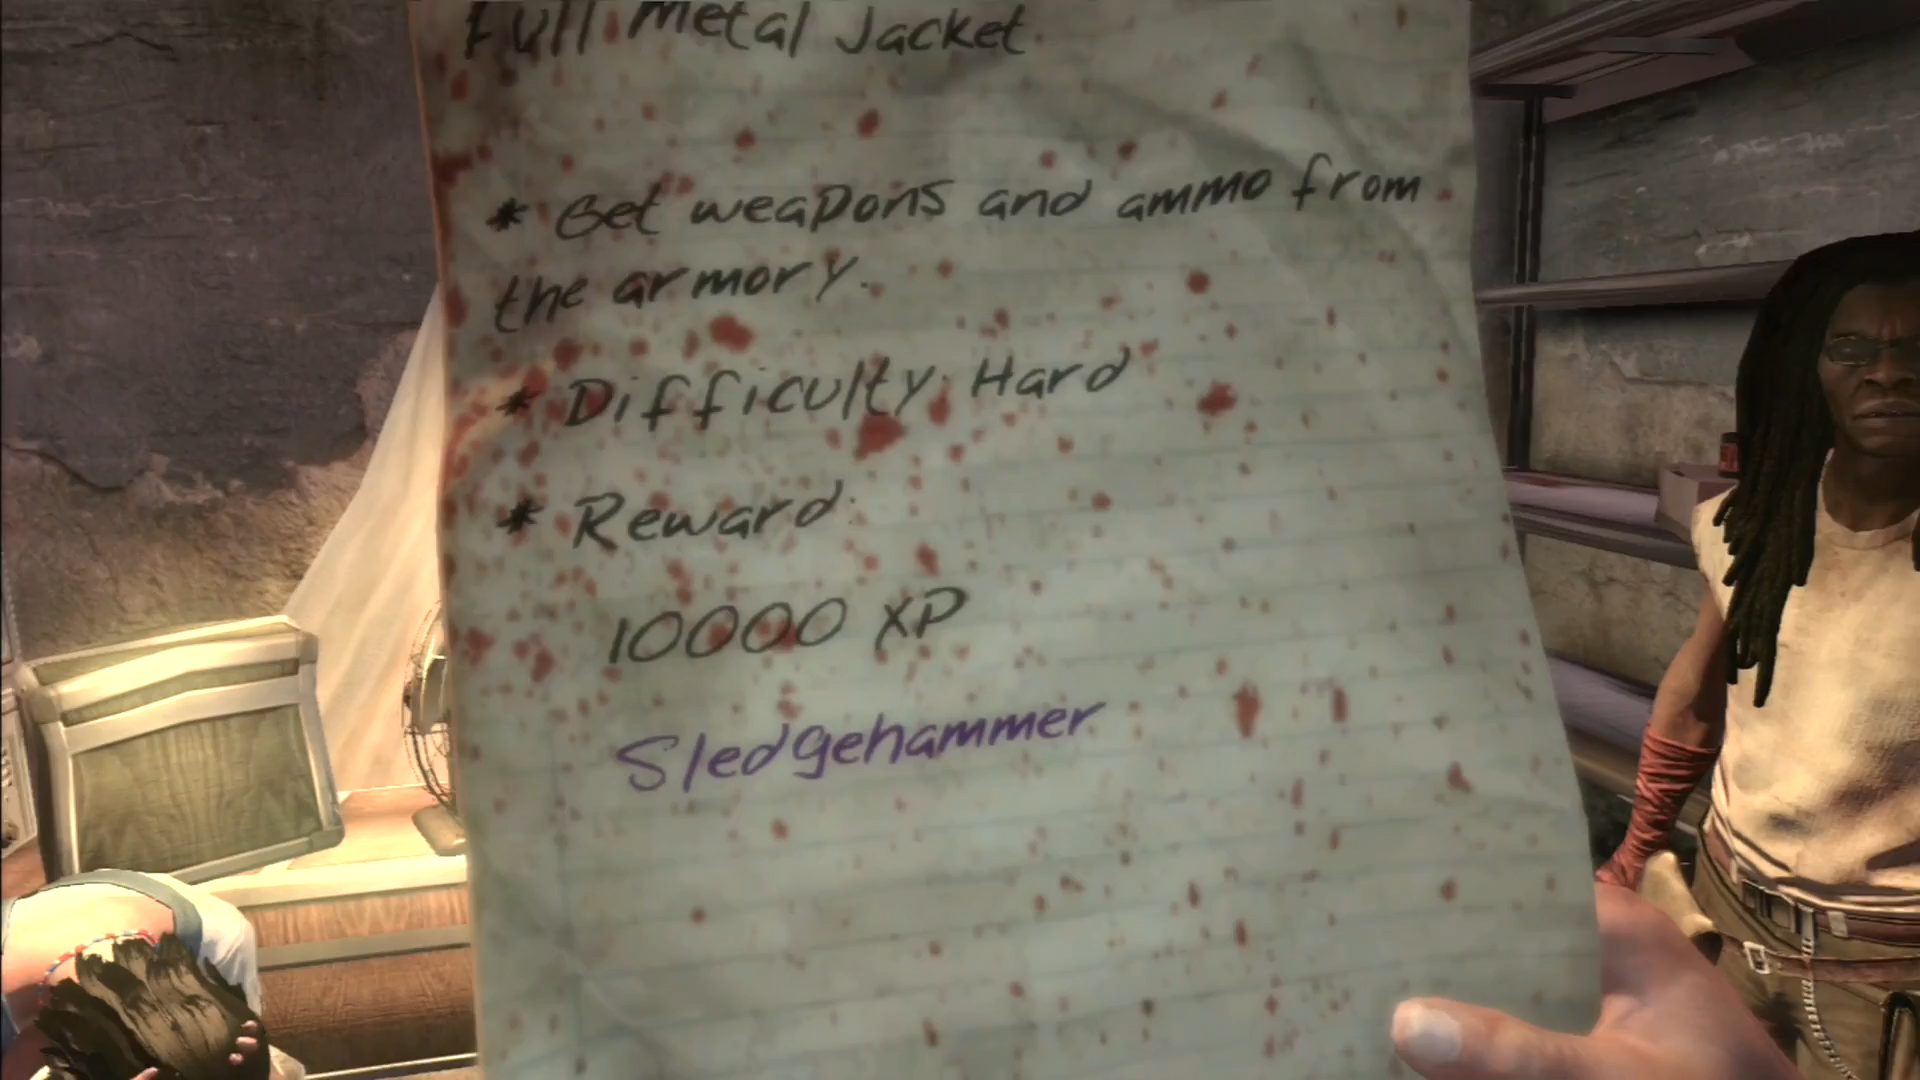 Full Metal Jacket
* Get weapons and ammo from
the armory.
* Difficulty: Hard
* Reward:
10000 XP
Sledgehammer